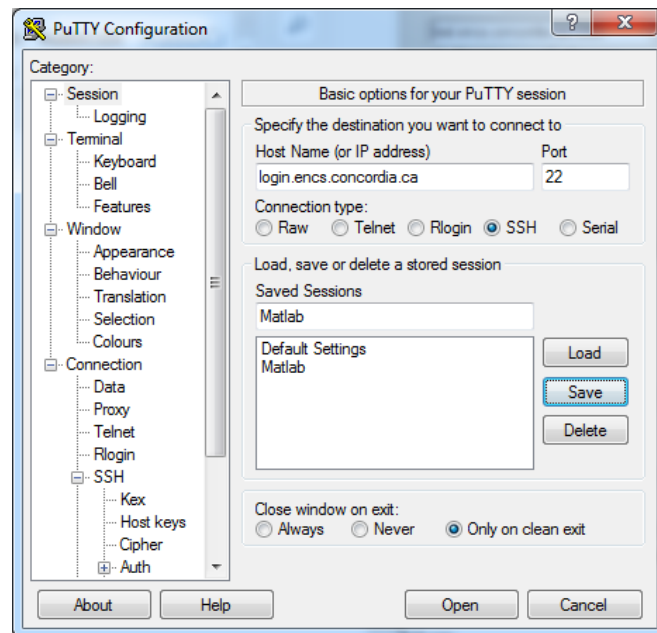 PuTTY Configuration
?
Category:
Session
Logging
Terminal
Keyboard
Bell
Features
Window
Appearance
Behaviour
Translation
Selection
Colours
Connection
Data
Proxy
Telnet
Rlogin
SSH
Kex
Host keys
Cipher
Auth
Basic options for your PuTTY session
Specify the destination you want to connect to
Host Name (or IP address) Port
login.encs.concordia.ca 22
Connection type:
Raw Telnet Rlogin SSH Serial
Load, save or delete a stored session
Saved Sessions
Matlab
Default Settings
Matlab
Load
Save
Delete
Close window on exit:
Always Never Only on clean exit
About Help Open Cancel